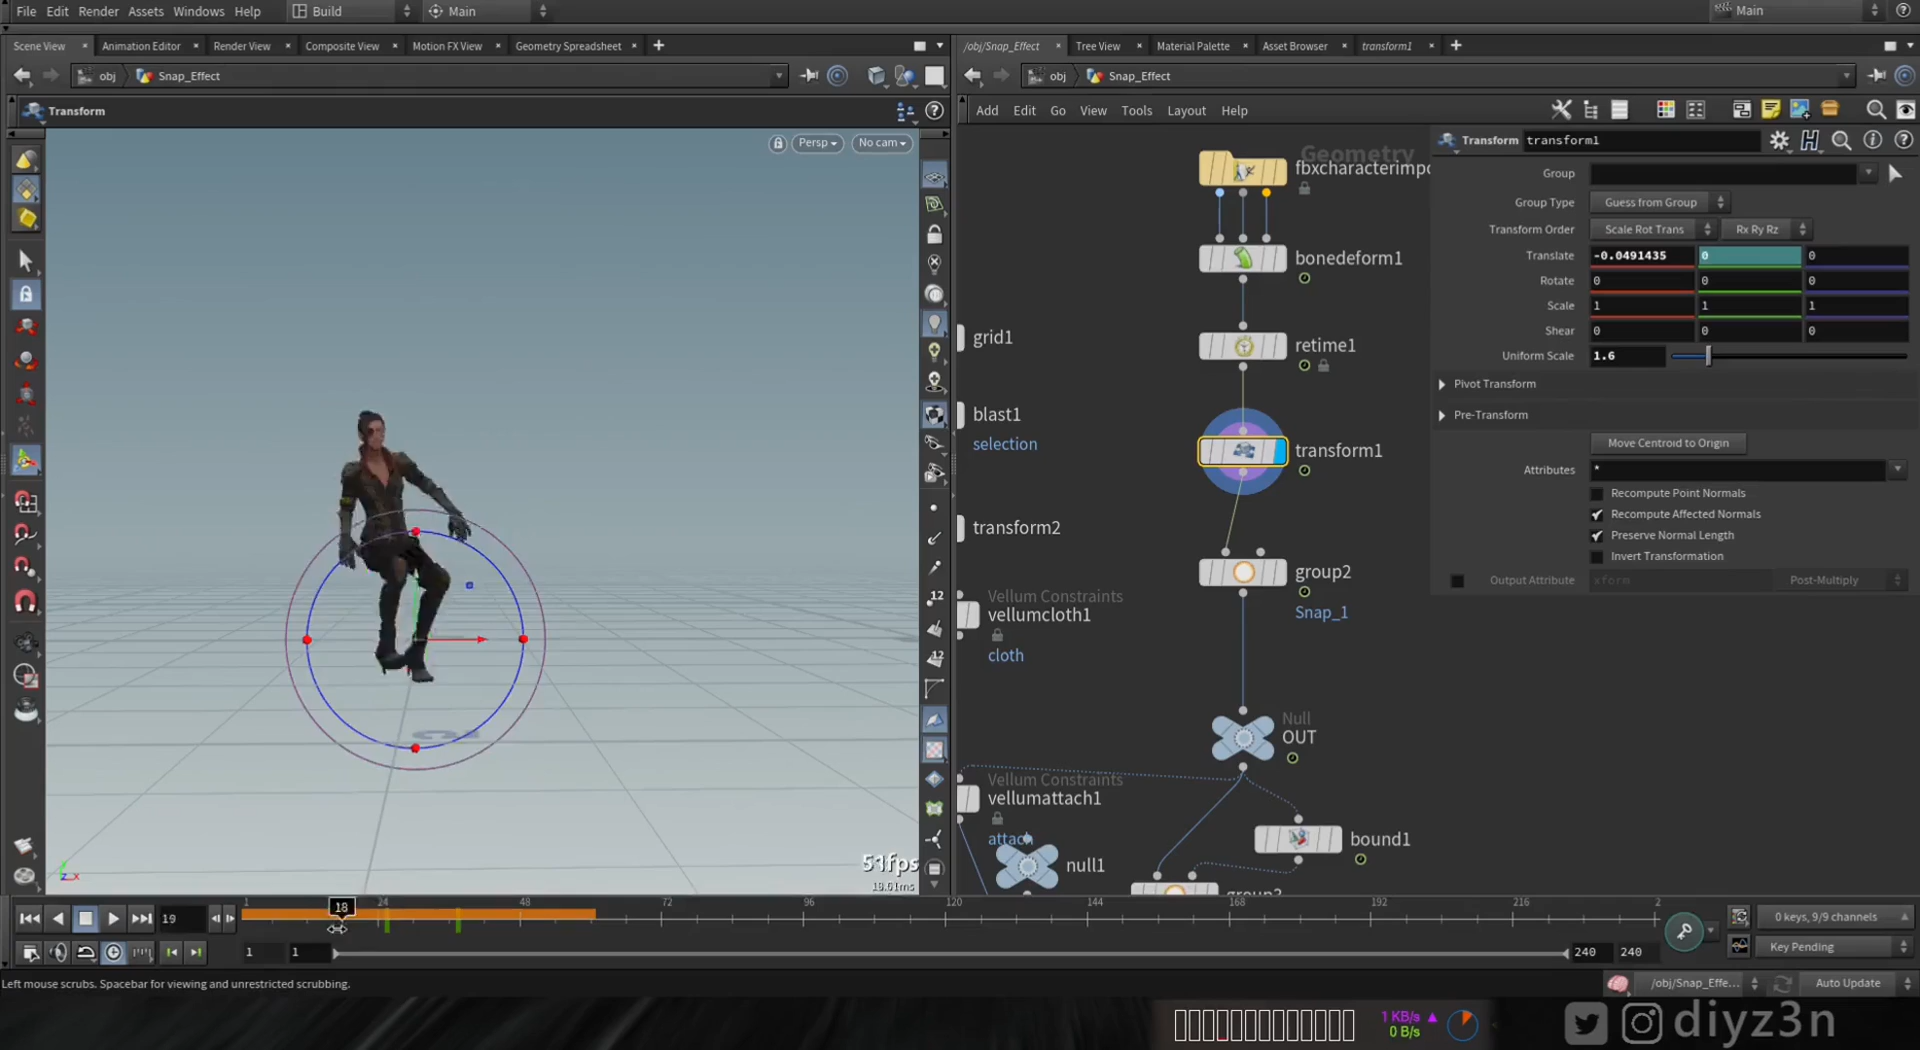 File Edit Render Assets Windows Help Build Main Main
Scene View Animation Editor Render View Composite View Motion FX View Geometry Spreadsheet
/obj/Snap_Effect Tree View Material Palette Asset Browser transform1
obj Snap_Effect
obj Snap_Effect
Transform
Add Edit Go View Tools Layout Help
Persp No cam
Geometry
fbxcharacterimpo
bonedeform1
grid1
retime1
blast1
selection
transform1
transform2
group2
Snap_1
Vellum Constraints
vellumcloth1
cloth
Null
OUT
Vellum Constraints
vellumattach1
attach
null1
bound1
Transform transform1
Group
Group Type Guess from Group
Transform Order Scale Rot Trans Rx Ry Rz
Translate -0.0491435 0 0
Rotate 0 0 0
Scale 1 1 1
Shear 0 0 0
Uniform Scale 1.6
Pivot Transform
Pre-Transform
Move Centroid to Origin
Attributes *
Recompute Point Normals
Recompute Affected Normals
Preserve Normal Length
Invert Transformation
Output Attribute xform Post-Multiply
12
12
51fps
z x
1 18 24 48 72 96 120 144 168 192 216 2
19
0 keys, 9/9 channels
1 1 240 240
Key Pending
Left mouse scrubs. Spacebar for viewing and unrestricted scrubbing.
/obj/Snap_Effe... Auto Update
1 KB/s
0 B/s
diyz3n